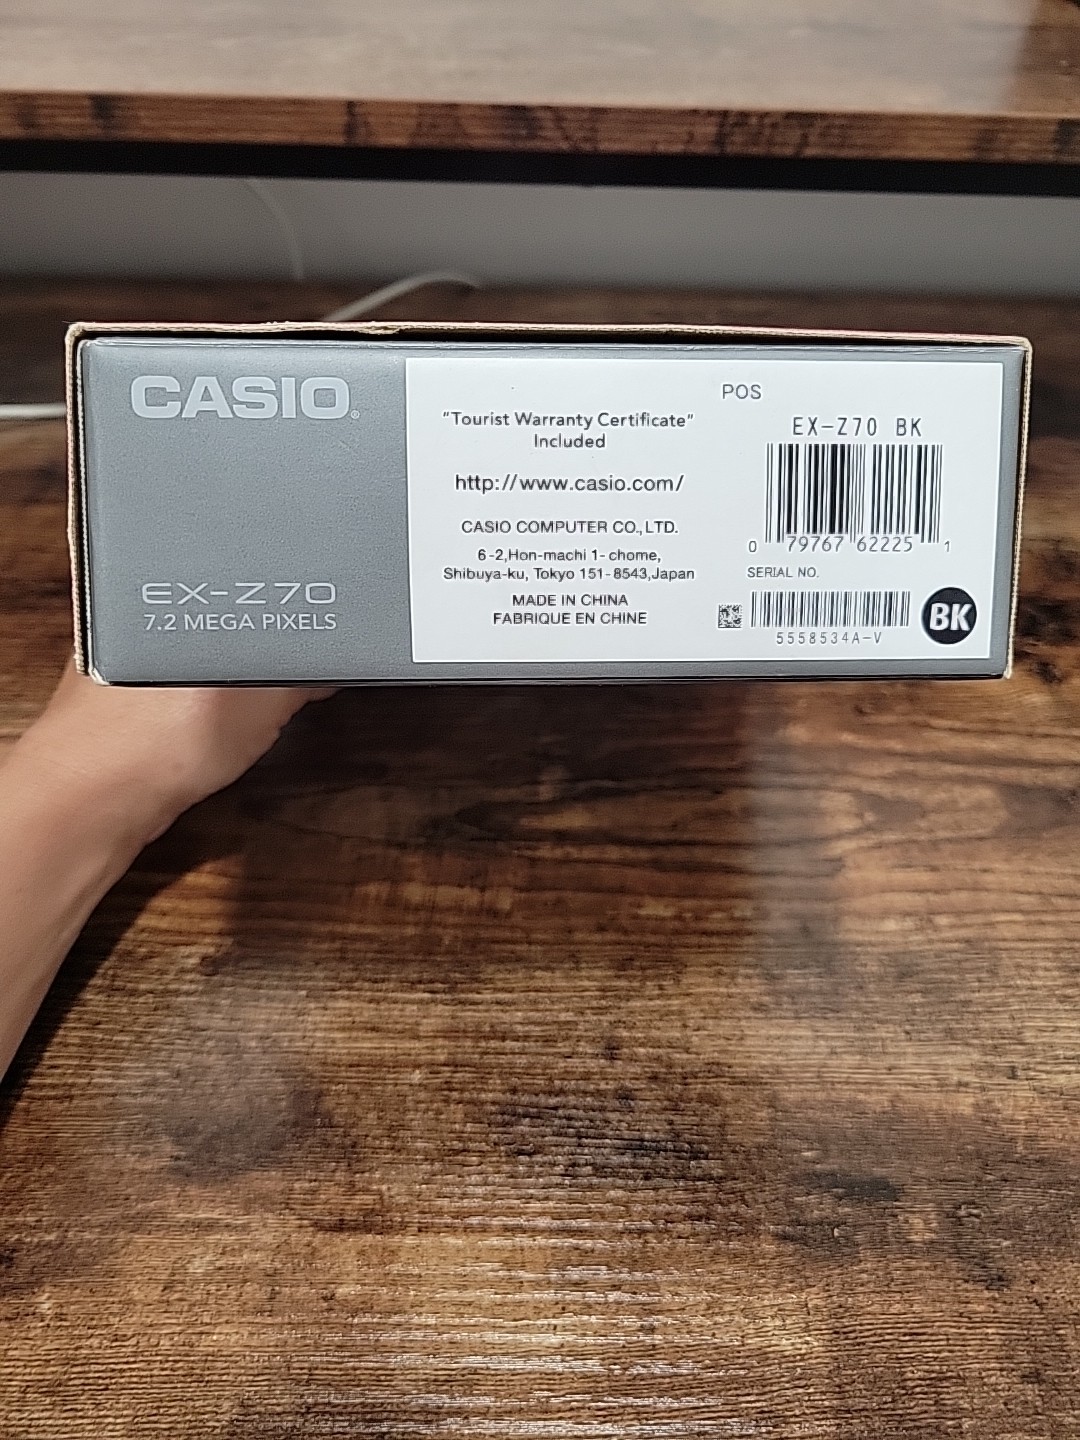 CASIO®
EX-Z70
7.2 MEGA PIXELS
"Tourist Warranty Certificate"
Included
http://www.casio.com/
CASIO COMPUTER CO.,LTD.
6-2,Hon-machi 1-chome,
Shibuya-ku, Tokyo 151-8543,Japan
MADE IN CHINA
FABRIQUE EN CHINE
POS
EX-Z70 BK
0 79767 62225 1
SERIAL NO.
5558534A-V
BK